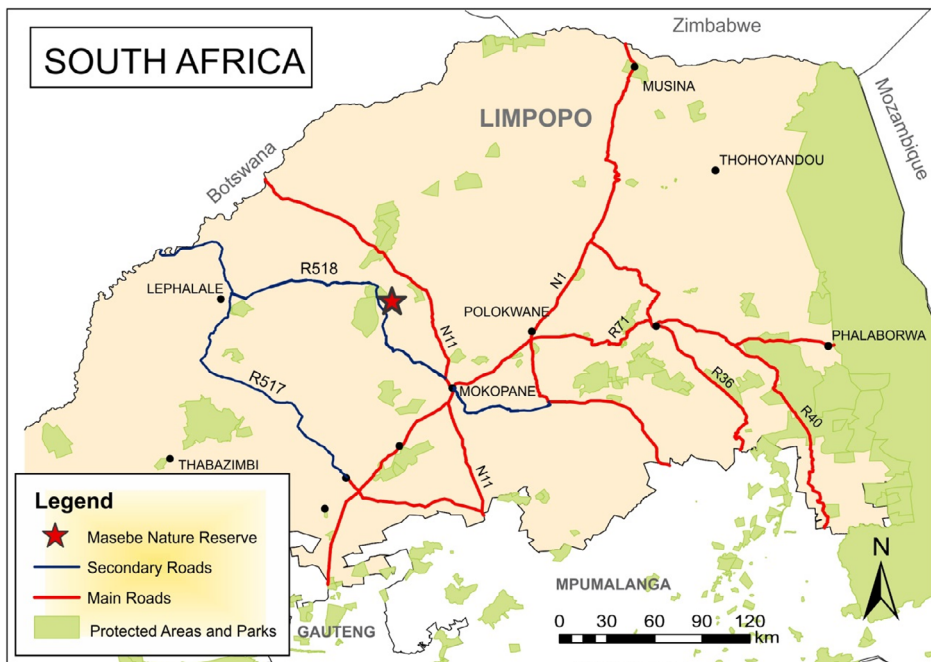 Zimbabwe
SOUTH AFRICA
MUSINA
Mozambique
LIMPOPO
THOHOYANDOU
Botswana
R518
LEPHALALE
N1
POLOKWANE
R71
N11
PHALABORWA
R517
MOKOPANE
R36
R40
THABAZIMBI
N11
Legend
Masebe Nature Reserve
Secondary Roads
Main Roads
Protected Areas and Parks
GAUTENG
MPUMALANGA
N
0 30 60 90 120
km